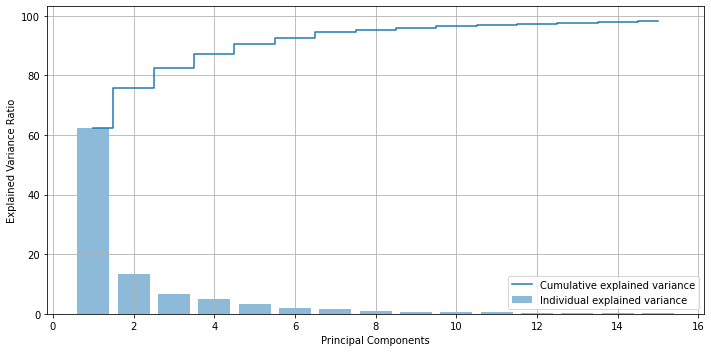 100
80
60
40
20
0
Explained Variance Ratio
Cumulative explained variance
Individual explained variance
0 2 4 6 8 10 12 14 16
Principal Components